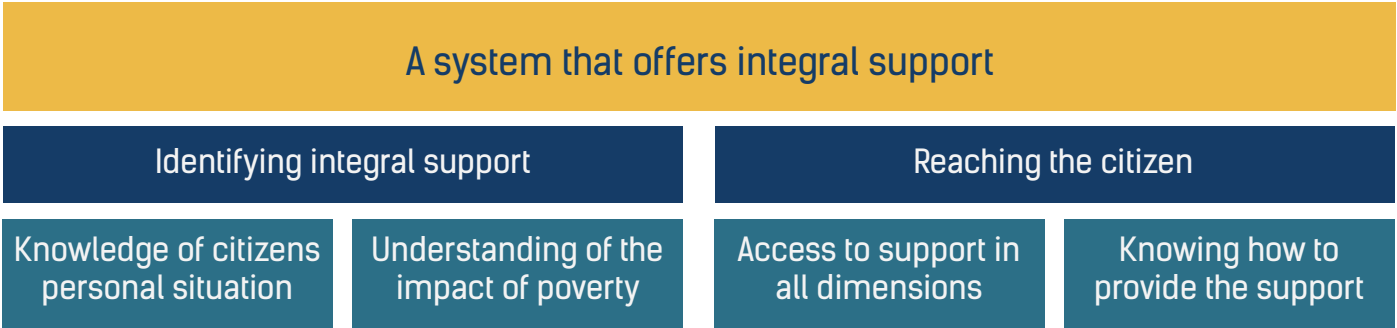 A system that offers integral support
Identifying integral support
Reaching the citizen
Knowledge of citizens
personal situation
Understanding of the
impact of poverty
Access to support in
all dimensions
Knowing how to
provide the support